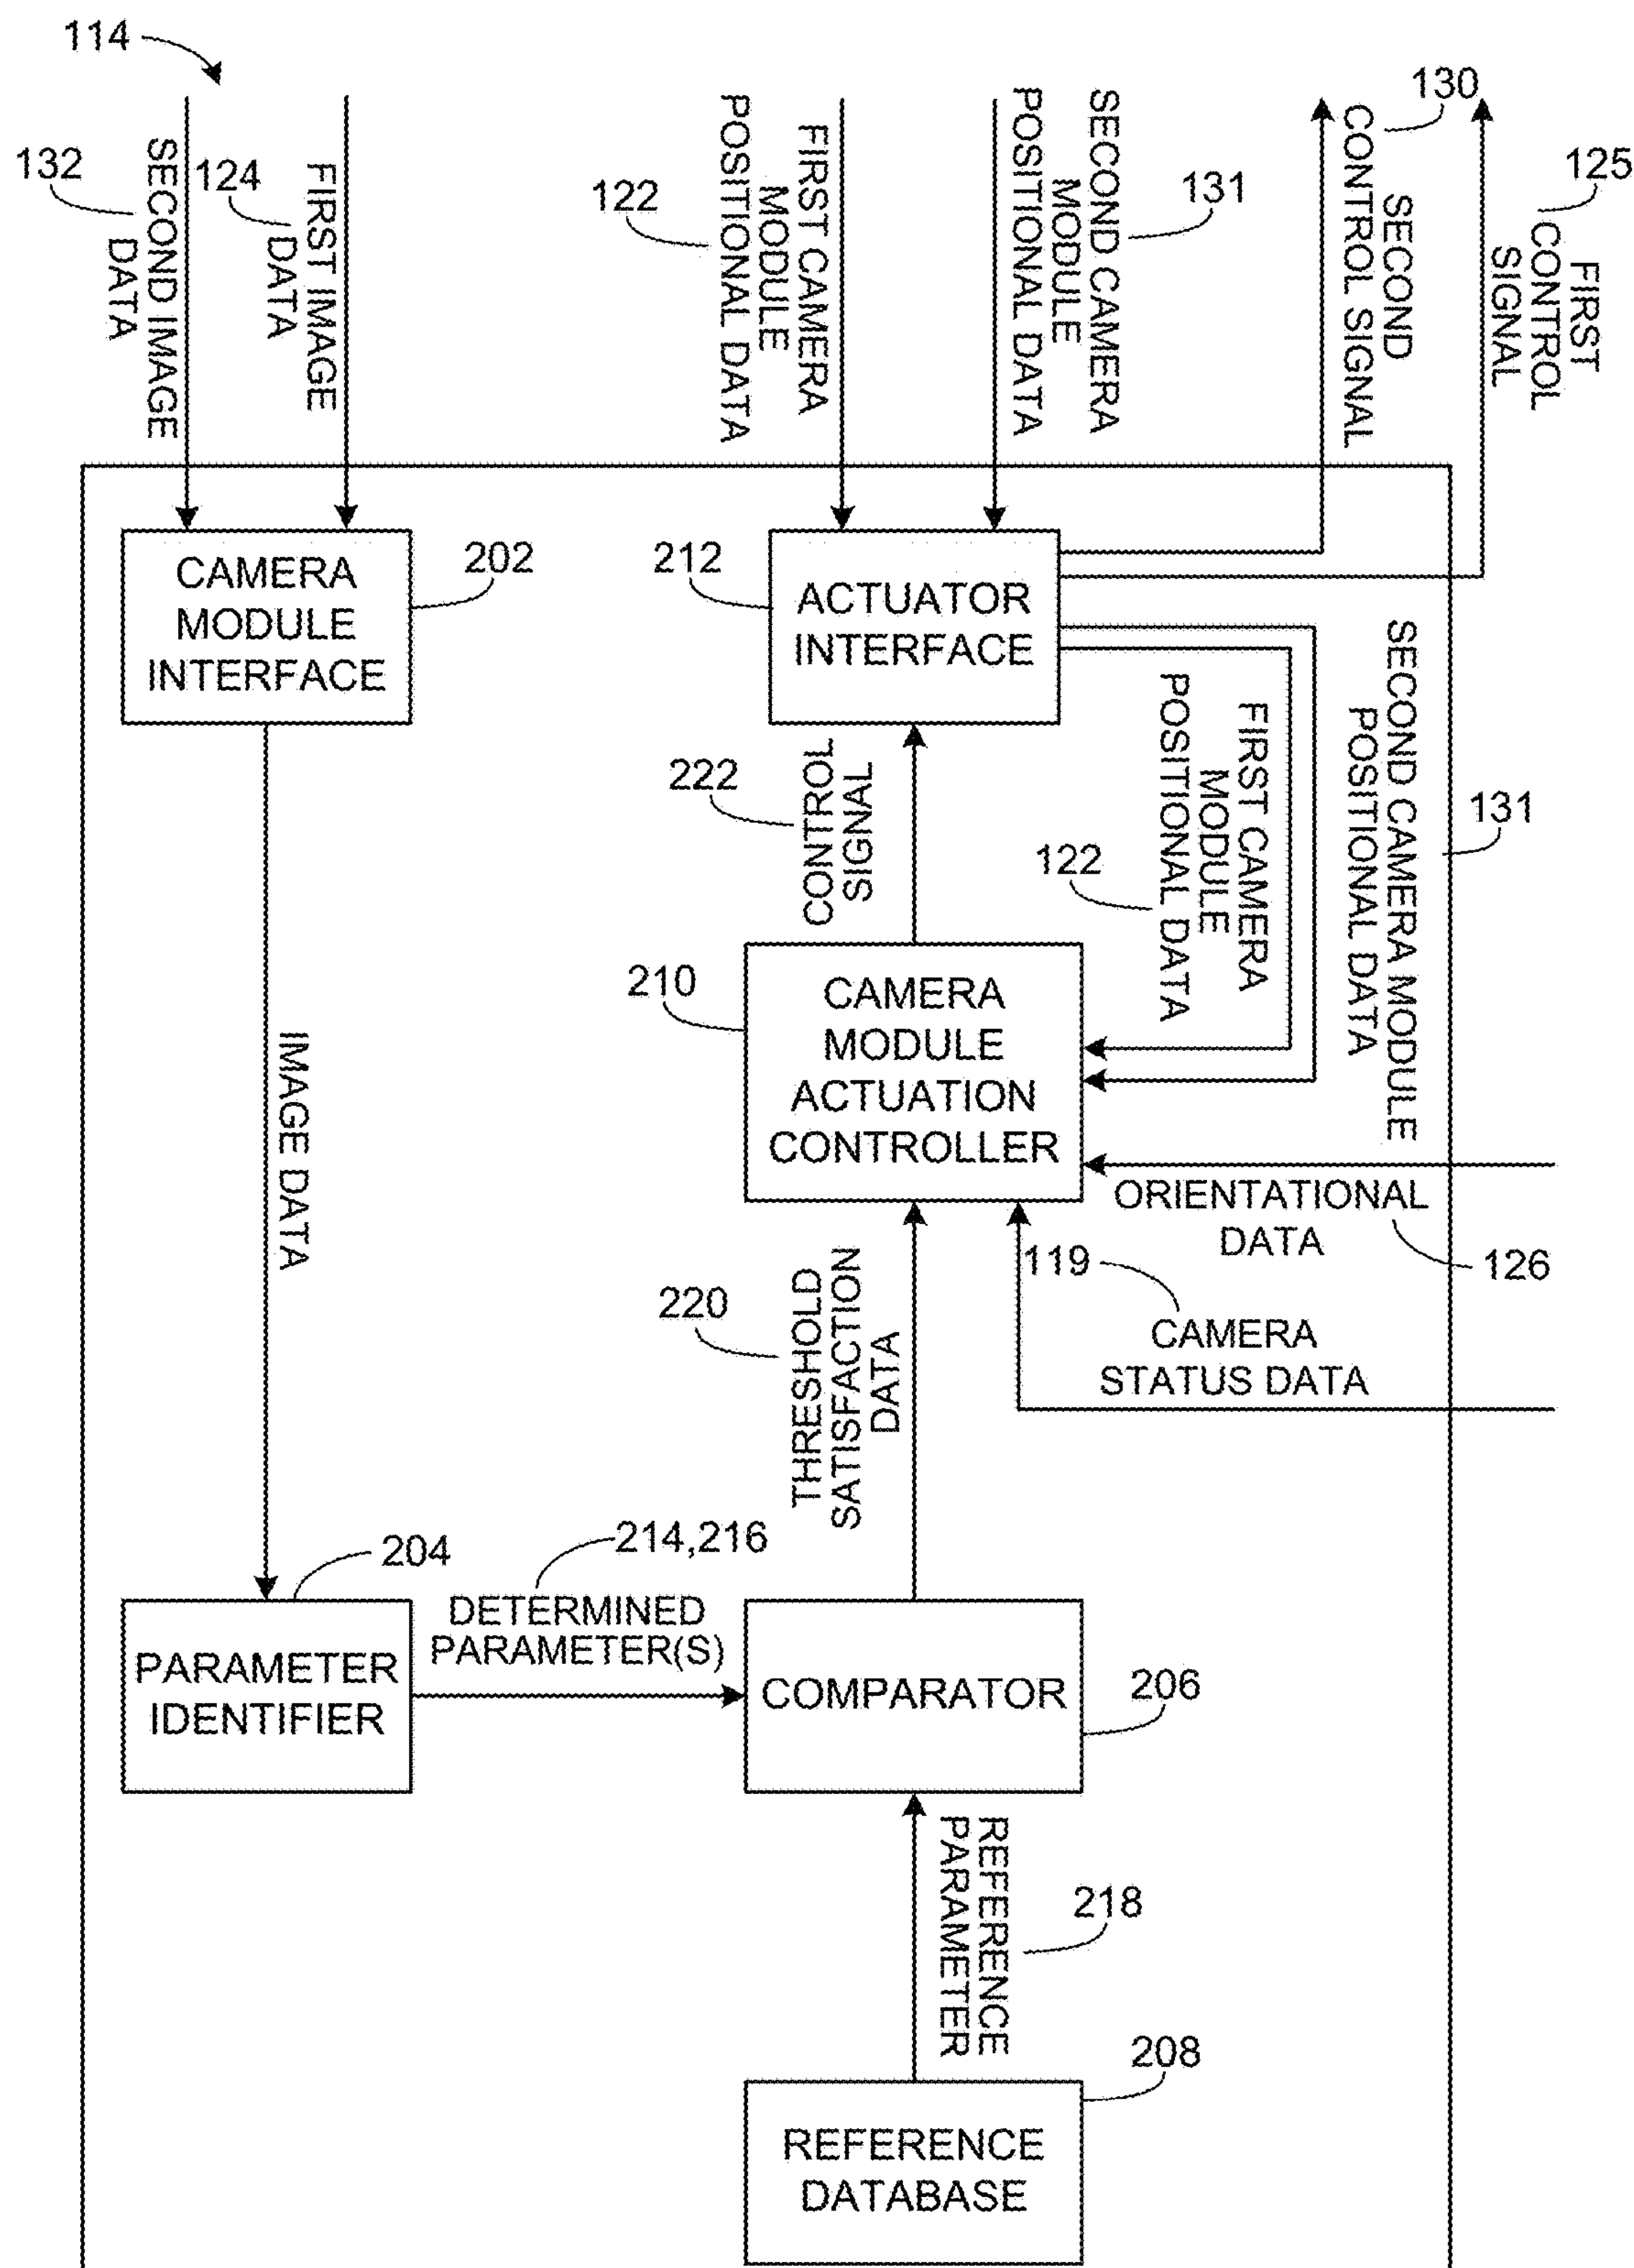 114
130
125
132
SECOND IMAGE
DATA
124
FIRST IMAGE
DATA
122
FIRST CAMERA
MODULE
POSITIONAL DATA
SECOND CAMERA
MODULE
POSITIONAL DATA
131
SECOND
CONTROL SIGNAL
FIRST
CONTROL
SIGNAL
CAMERA
MODULE
INTERFACE
202
212
ACTUATOR
INTERFACE
222
SIGNAL
CONTROL
FIRST CAMERA
MODULE
POSITIONAL DATA
122
SECOND CAMERA MODULE
POSITIONAL DATA
131
210
CAMERA
MODULE
ACTUATION
CONTROLLER
IMAGE DATA
ORIENTATIONAL
DATA
126
119
CAMERA
STATUS DATA
220
THRESHOLD
SATISFACTION
DATA
204
214,216
DETERMINED
PARAMETER(S)
PARAMETER
IDENTIFIER
COMPARATOR
206
REFERENCE
PARAMETER
218
208
REFERENCE
DATABASE